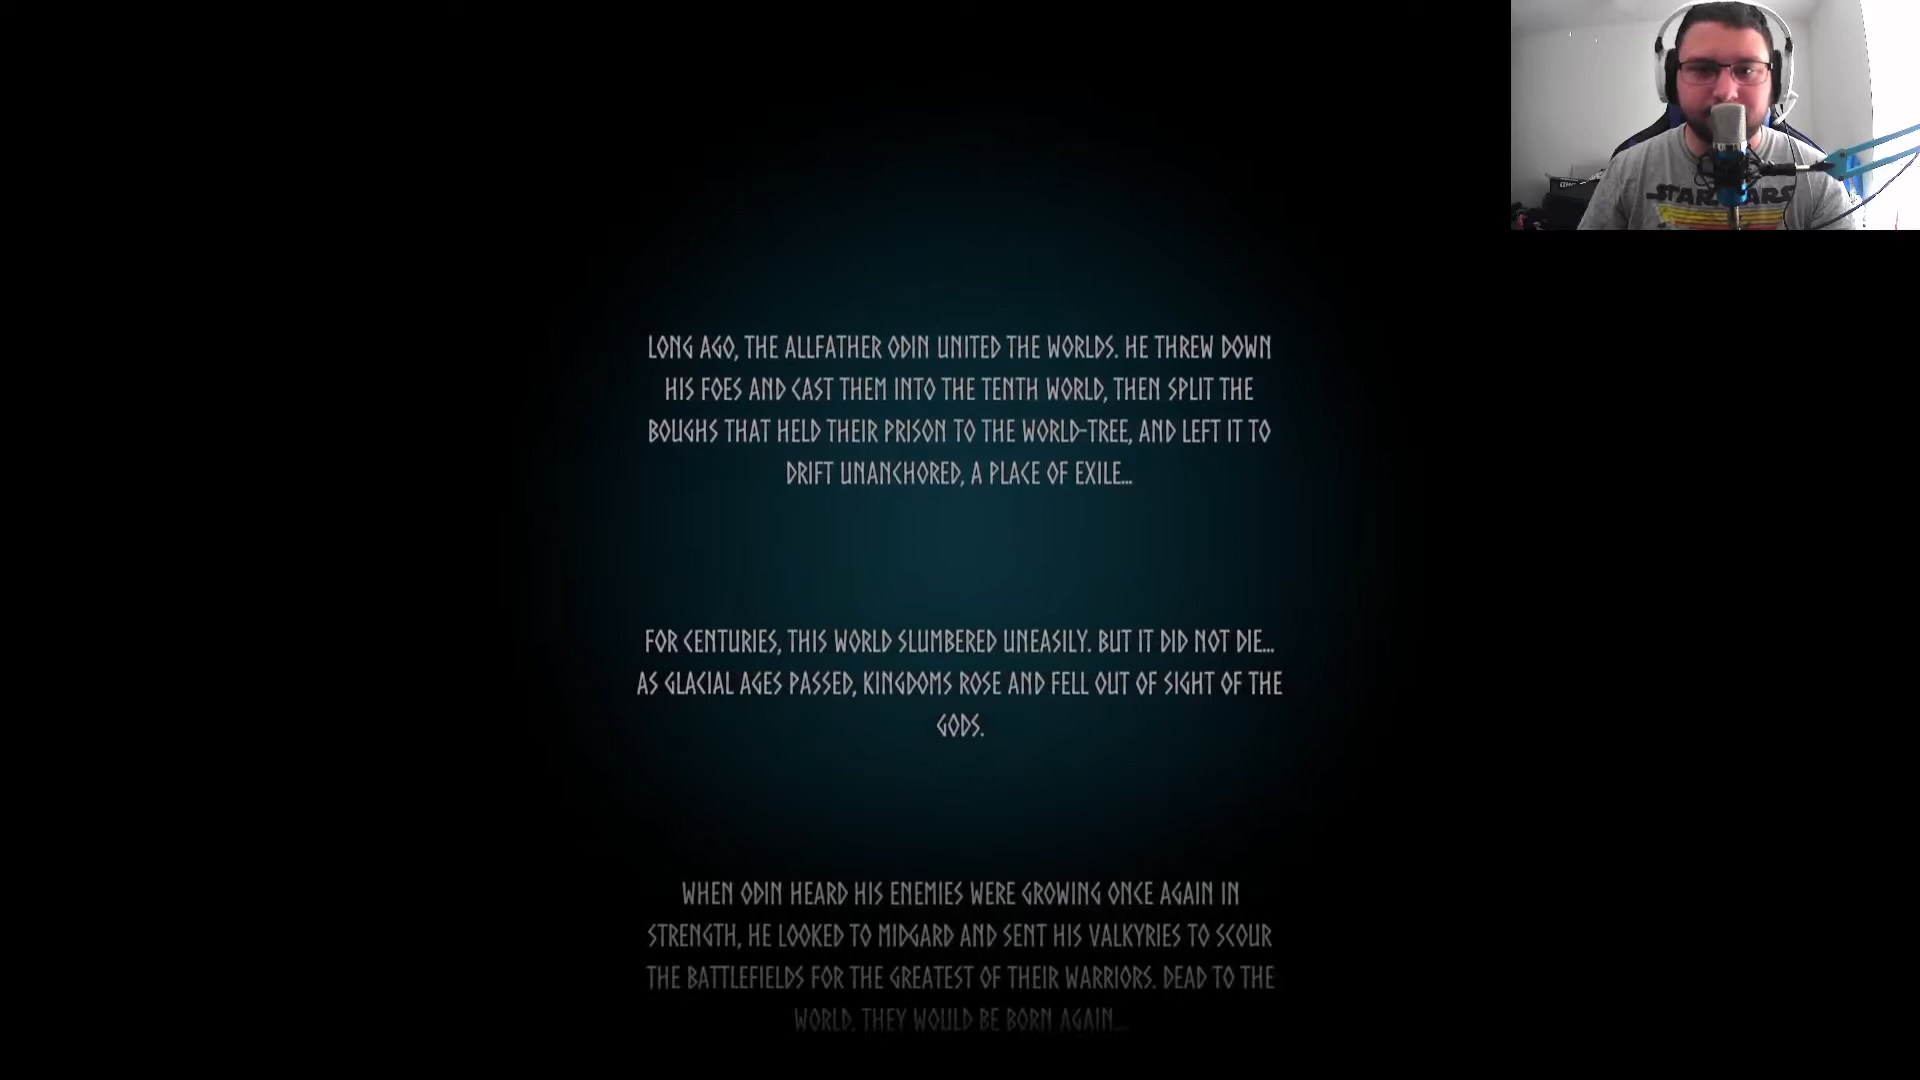 LONG AGO, THE ALLFATHER ODIN UNITED THE WORLDS. HE THREW DOWN
HIS FOES AND CAST THEM INTO THE TENTH WORLD, THEN SPLIT THE
BOUGHS THAT HELD THEIR PRISON TO THE WORLD-TREE, AND LEFT IT TO
DRIFT UNANCHORED, A PLACE OF EXILE...
FOR CENTURIES, THIS WORLD SLUMBERED UNEASILY. BUT IT DID NOT DIE...
AS GLACIAL AGES PASSED, KINGDOMS ROSE AND FELL OUT OF SIGHT OF THE
GODS.
WHEN ODIN HEARD HIS ENEMIES WERE GROWING ONCE AGAIN IN
STRENGTH, HE LOOKED TO MIDGARD AND SENT HIS VALKYRIES TO SCOUR
THE BATTLEFIELDS FOR THE GREATEST OF THEIR WARRIORS. DEAD TO THE
WORLD, THEY WOULD BE BORN AGAIN...
STAR WARS